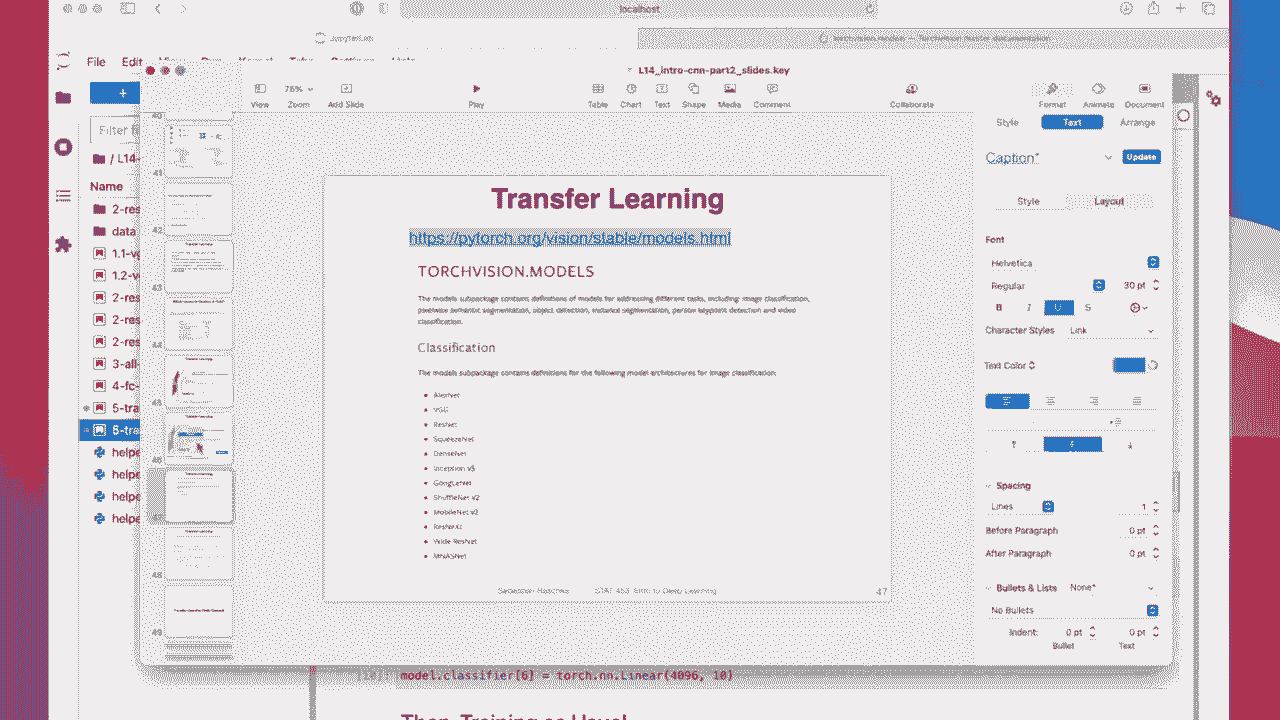 localhost
JupyterLab
torchvision.models — Torchvision master documentation
File Edit
L14_intro-cnn-part2_slides.key
76%
View Zoom Add Slide Play Table Chart Text Shape Media Comment Collaborate Format Animate Document
Style Text Arrange
Filter fi
/ L14-
Name
2-res
data
1.1-vg
1.2-v
2-res
2-res
2-res
3-all-
4-fc-
5-tra
5-tra
helpe
helpe
helpe
helpe
40
41
42
43
44
45
46
47
48
49
Transfer Learning
https://pytorch.org/vision/stable/models.html
TORCHVISION.MODELS
The models subpackage contains definitions of models for addressing different tasks, including: image classification,
pixelwise semantic segmentation, object detection, instance segmentation, person keypoint detection and video
classification.
Classification
The models subpackage contains definitions for the following model architectures for image classification:
AlexNet
VGG
ResNet
SqueezeNet
DenseNet
Inception v3
GoogLeNet
ShuffleNet v2
MobileNet v2
ResNeXt
Wide ResNet
MNASNet
Sebastian Raschka STAT 453: Intro to Deep Learning 47
Caption* Update
Style Layout
Font
Helvetica
Regular 30 pt
B I U S
Character Styles Link
Text Color
Spacing
Lines 1
Before Paragraph 0 pt
After Paragraph 0 pt
Bullets & Lists None*
No Bullets
Indent: 0 pt 0 pt
Bullet Text
model.classifier[6] = torch.nn.Linear(4096, 10)